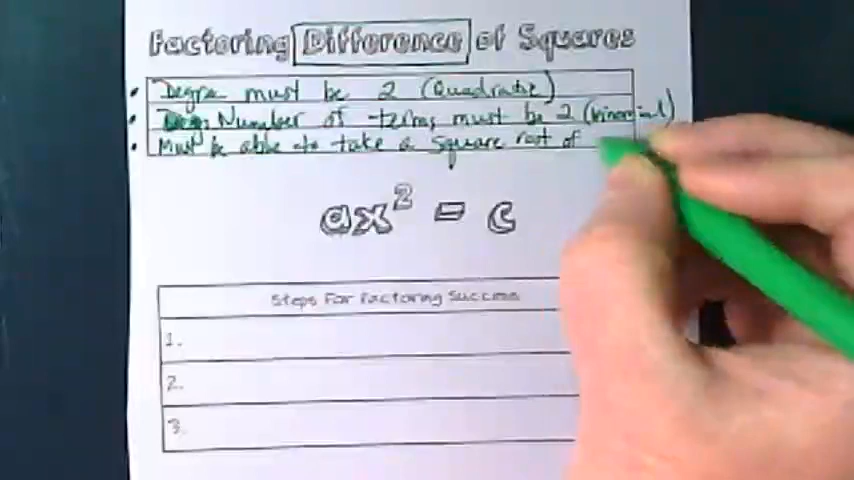 Factoring Difference of Squares
• Degree must be 2 (Quadratic)
• Number of terms must be 2 (binomial)
• Must be able to take a square root of
ax² = c
Steps For Factoring Success
1.
2.
3.